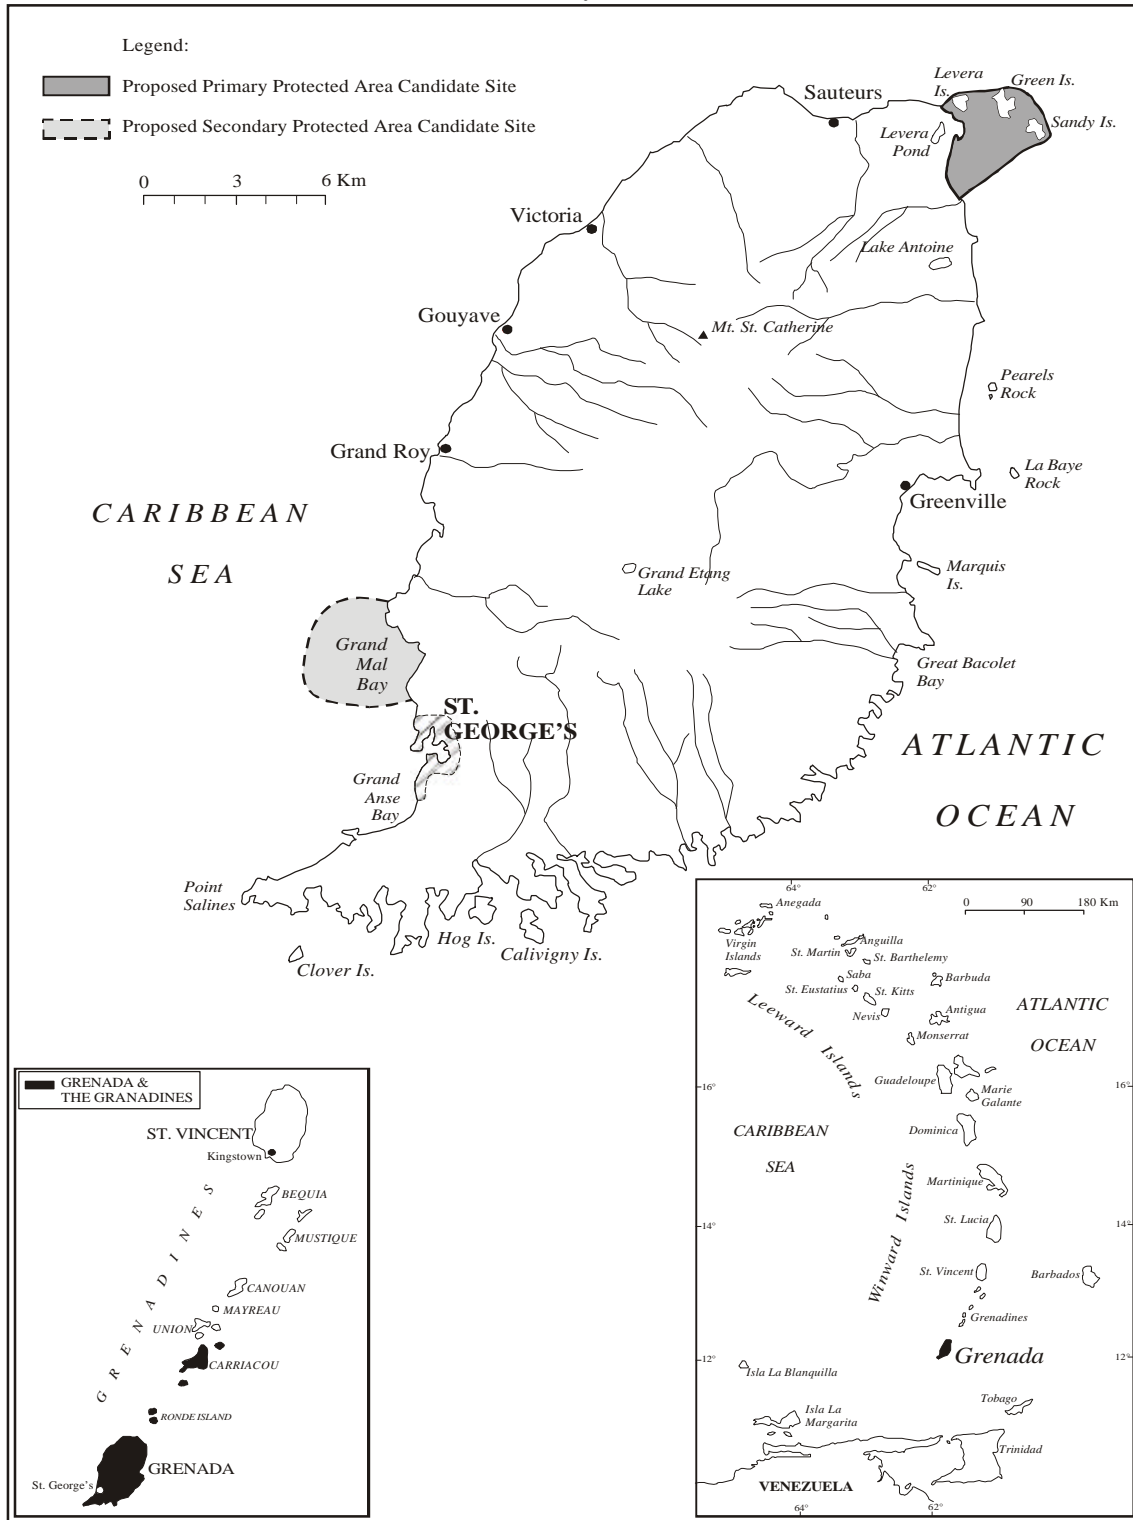 Legend:
Proposed Primary Protected Area Candidate Site
Proposed Secondary Protected Area Candidate Site
0 3 6 Km
Levera
Is.
Green Is.
Sandy Is.
Sauteurs
Levera
Pond
Victoria
Lake Antoine
Gouyave
Mt. St. Catherine
Pearels
Rock
Grand Roy
La Baye
Rock
Greenville
CARIBBEAN
SEA
Grand Etang
Lake
Marquis
Is.
Grand
Mal
Bay
Great Bacolet
Bay
ST.
GEORGE'S
ATLANTIC
OCEAN
Grand
Anse
Bay
Point
Salines
Hog Is.
Calivigny Is.
Clover Is.
GRENADA &
THE GRANADINES
ST. VINCENT
Kingstown
GRENADINES
BEQUIA
MUSTIQUE
CANOUAN
MAYREAU
UNION
CARRIACOU
RONDE ISLAND
GRENADA
St. George's
64° 62°
0 90 180 Km
Anegada
Virgin
Islands
Anguilla
St. Martin
St. Barthelemy
Saba
Barbuda
St. Eustatius
St. Kitts
Nevis
Antigua
ATLANTIC
OCEAN
Leeward Islands
Monserrat
Guadeloupe
16° 16°
Marie
Galante
CARIBBEAN
SEA
Dominica
Martinique
Winward Islands
St. Lucia
14° 14°
St. Vincent
Barbados
Grenadines
Grenada
12° 12°
Isla La Blanquilla
Tobago
Isla La
Margarita
Trinidad
VENEZUELA
64° 62°